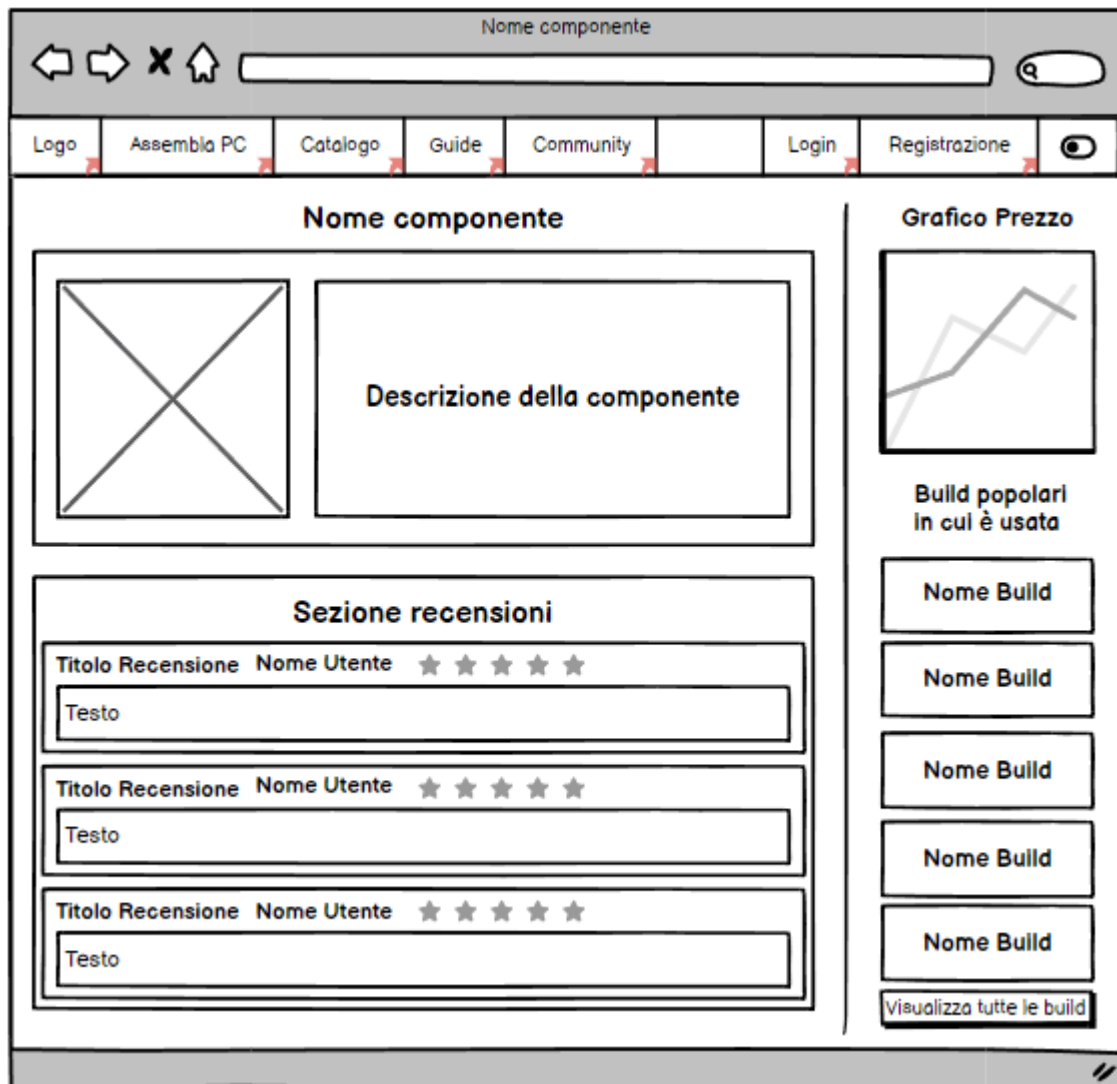 Nome componente
Logo Assembla PC Catalogo Guide Community Login Registrazione
Nome componente
Descrizione della componente
Sezione recensioni
Titolo Recensione Nome Utente
Testo
Titolo Recensione Nome Utente
Testo
Titolo Recensione Nome Utente
Testo
Grafico Prezzo
Build popolari
in cui è usata
Nome Build
Nome Build
Nome Build
Nome Build
Nome Build
Visualizza tutte le build